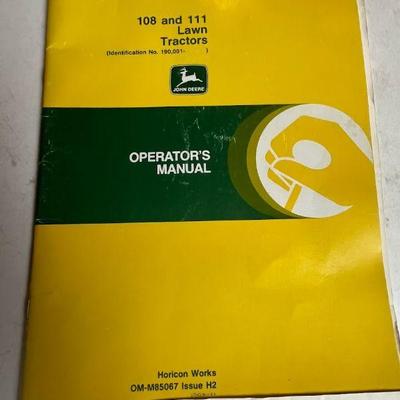 108 and 111
Lawn
Tractors
(Identification No. 190,001-          )
JOHN DEERE
OPERATOR'S
MANUAL
Horicon Works
OM-M85067 Issue H2